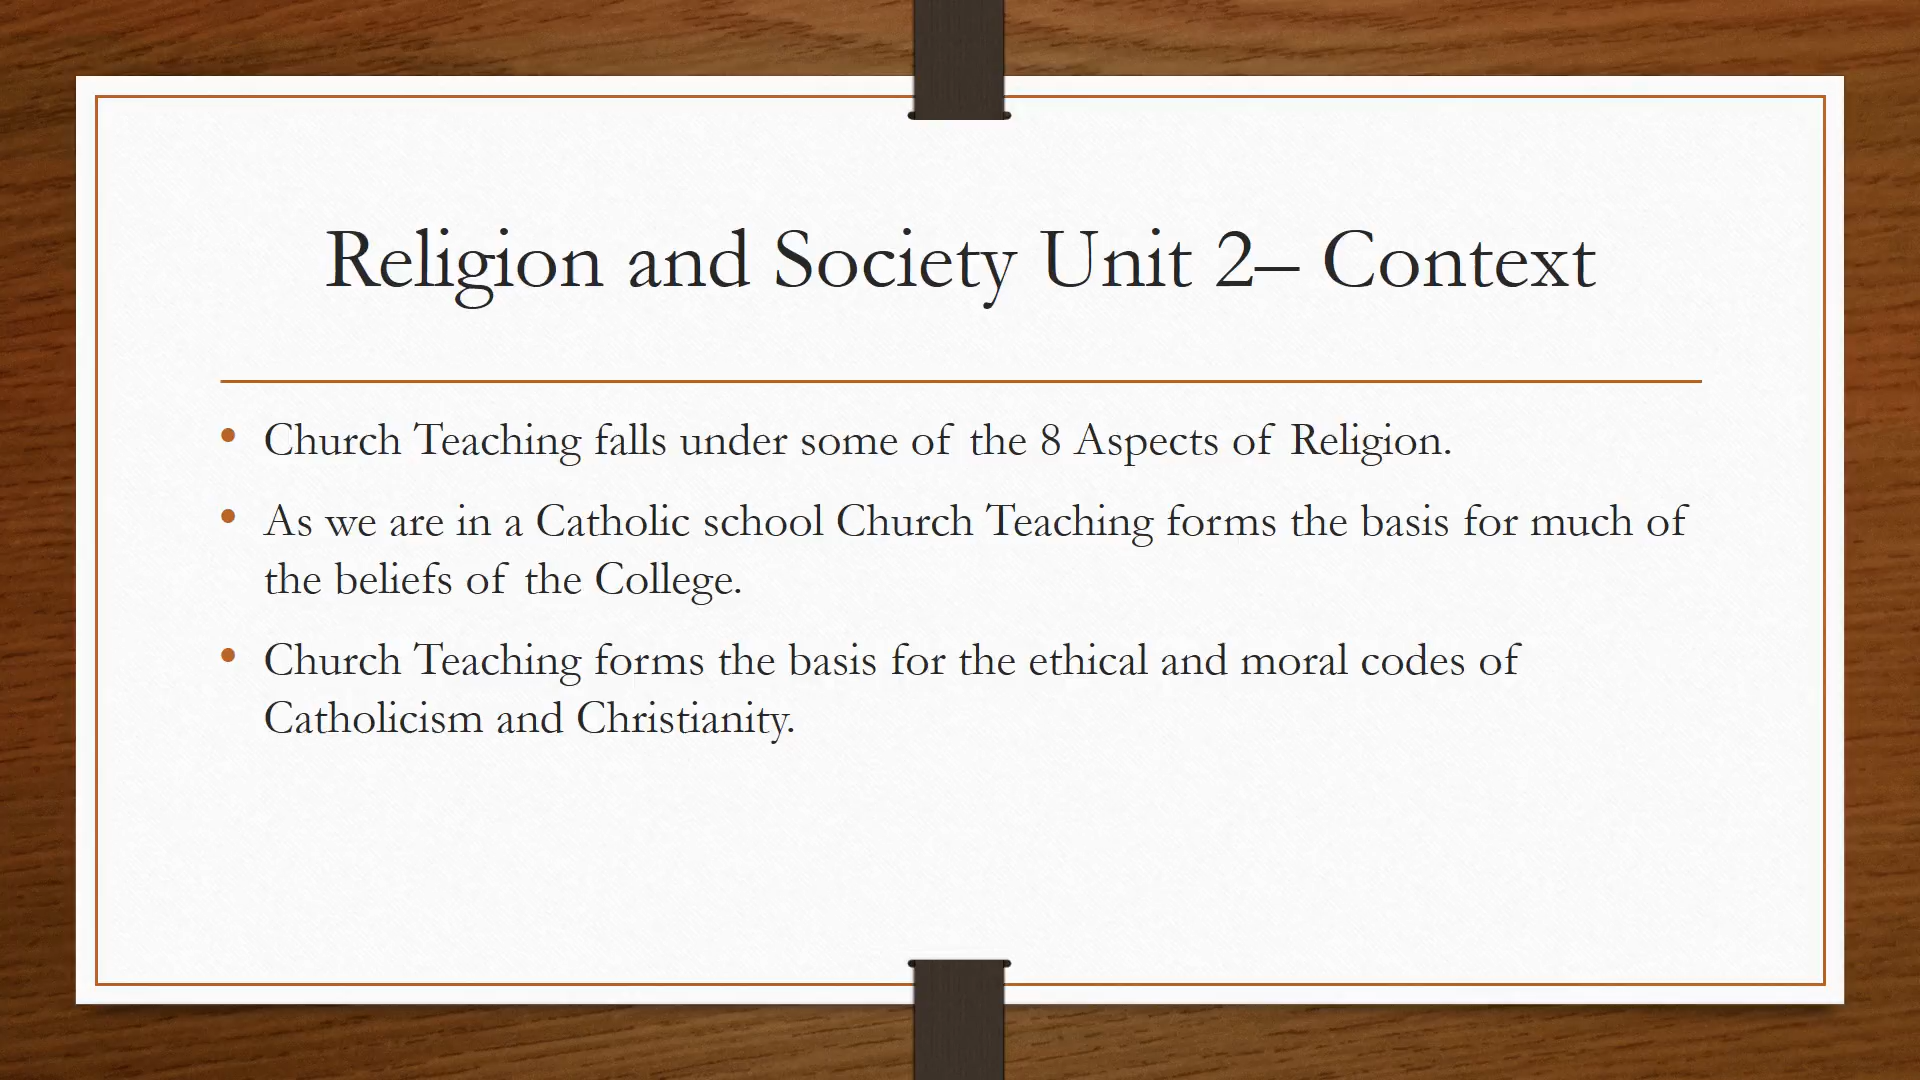 Religion and Society Unit 2– Context
• Church Teaching falls under some of the 8 Aspects of Religion.
• As we are in a Catholic school Church Teaching forms the basis for much of
the beliefs of the College.
• Church Teaching forms the basis for the ethical and moral codes of
Catholicism and Christianity.